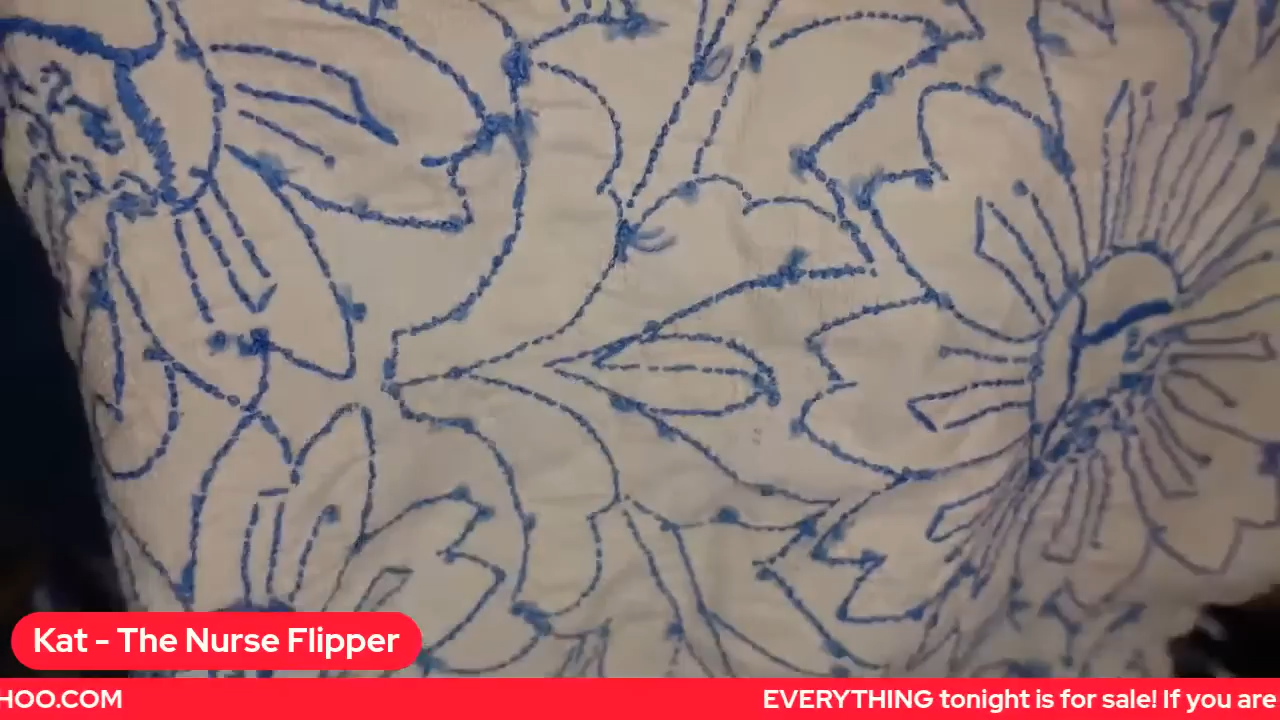 Kat - The Nurse Flipper
HOO.COM EVERYTHING tonight is for sale! If you are